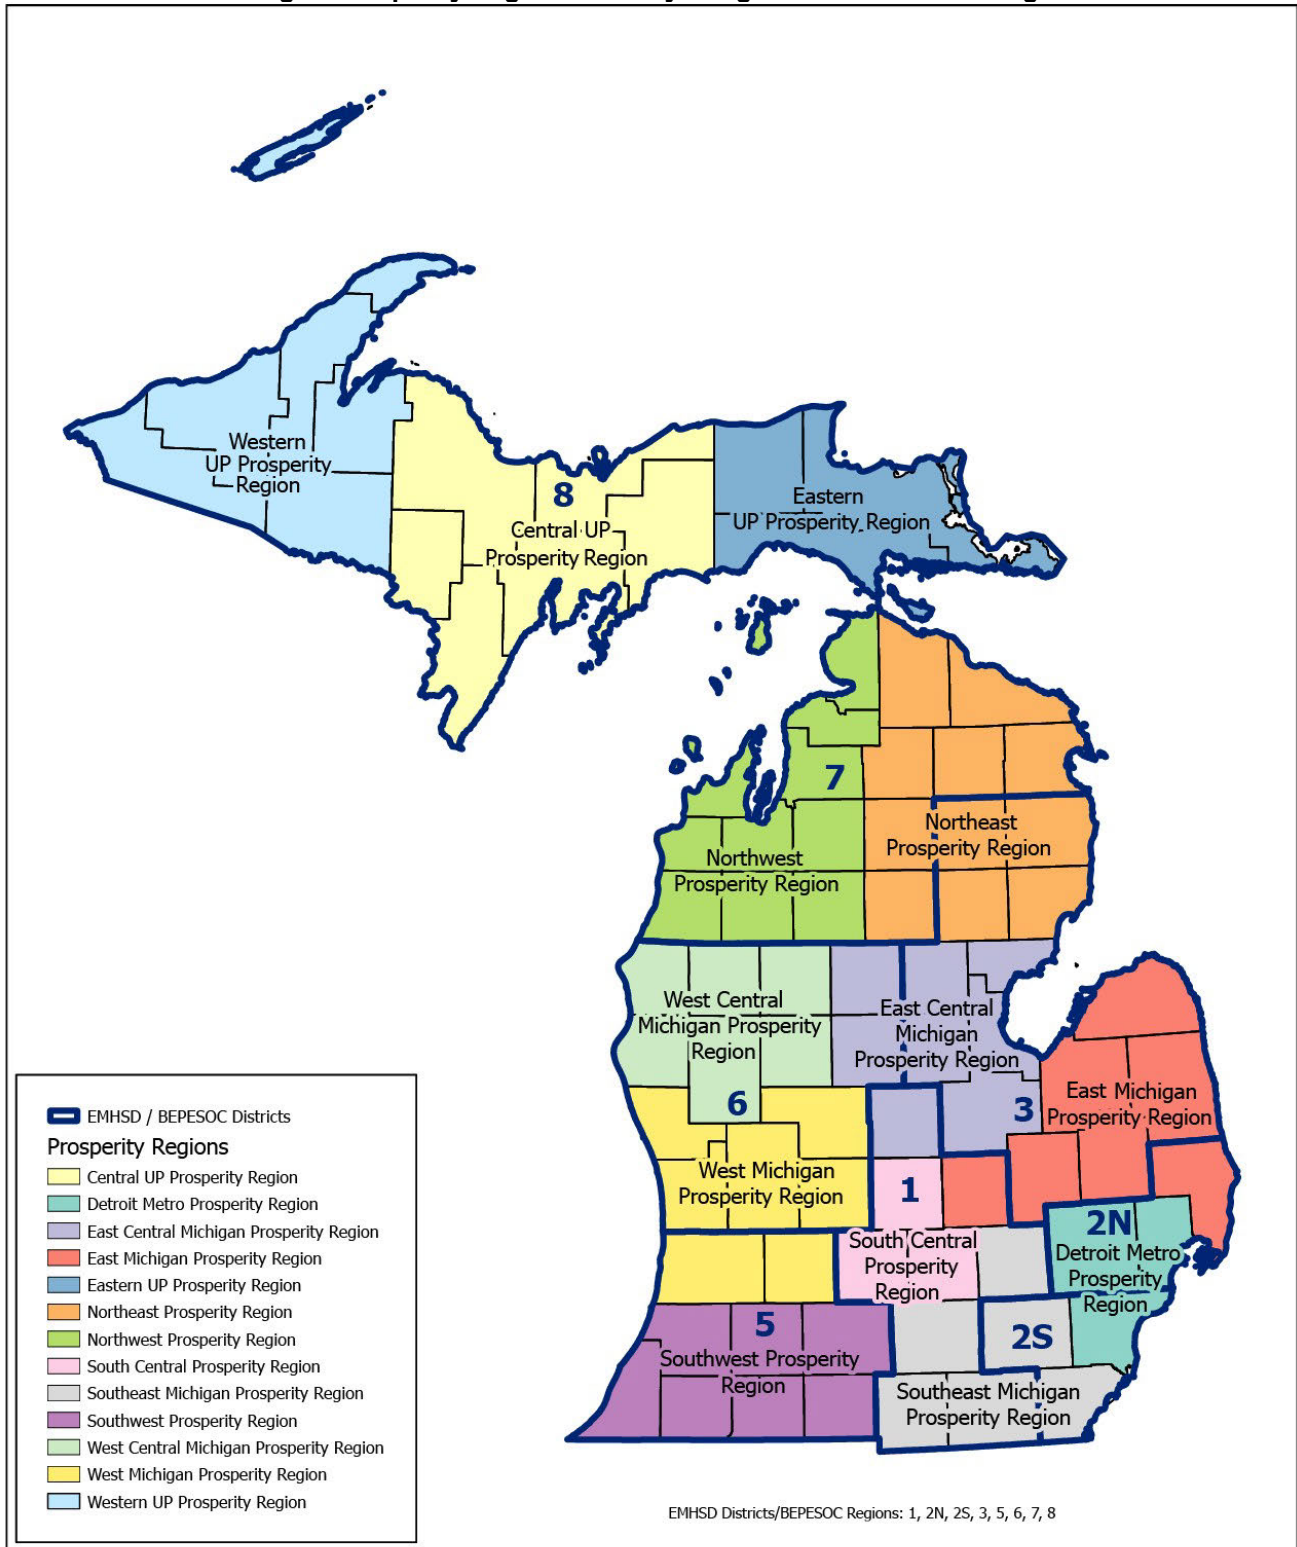 Western
UP Prosperity
Region
8
Central UP
Prosperity Region
Eastern
UP Prosperity Region
7
Northeast
Prosperity Region
Northwest
Prosperity Region
West Central
Michigan Prosperity
Region
East Central
Michigan
Prosperity Region
6
3
East Michigan
Prosperity Region
West Michigan
Prosperity Region
1
2N
South Central
Prosperity
Region
Detroit Metro
Prosperity
Region
5
2S
Southwest Prosperity
Region
Southeast Michigan
Prosperity Region
EMHSD / BEPESOC Districts
Prosperity Regions
Central UP Prosperity Region
Detroit Metro Prosperity Region
East Central Michigan Prosperity Region
East Michigan Prosperity Region
Eastern UP Prosperity Region
Northeast Prosperity Region
Northwest Prosperity Region
South Central Prosperity Region
Southeast Michigan Prosperity Region
Southwest Prosperity Region
West Central Michigan Prosperity Region
West Michigan Prosperity Region
Western UP Prosperity Region
EMHSD Districts/BEPESOC Regions: 1, 2N, 2S, 3, 5, 6, 7, 8